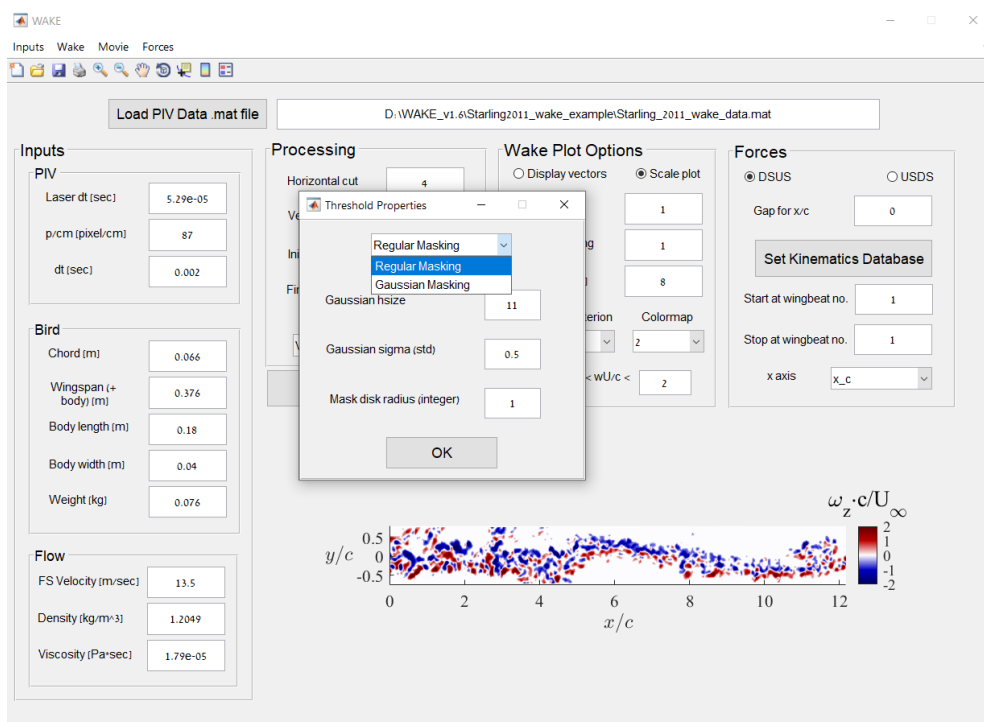 WAKE
Inputs Wake Movie Forces
Load PIV Data .mat file
D:\WAKE_v1.6\Starling2011_wake_example\Starling_2011_wake_data.mat
Inputs
PIV
Laser dt [sec] 5.29e-05
p/cm [pixel/cm] 87
dt [sec] 0.002
Bird
Chord [m] 0.066
Wingspan (+
body) [m] 0.376
Body length [m] 0.18
Body width [m] 0.04
Weight [kg] 0.076
Flow
FS Velocity [m/sec] 13.5
Density [kg/m^3] 1.2049
Viscosity [Pa*sec] 1.79e-05
Processing
Horizontal cut 4
Threshold Properties
Regular Masking
Regular Masking
Gaussian Masking
Gaussian hsize 11
Gaussian sigma (std) 0.5
Mask disk radius (integer) 1
OK
Wake Plot Options
Display vectors Scale plot
1
1
8
Colormap
2
< wU/c < 2
Forces
DSUS USDS
Gap for x/c 0
Set Kinematics Database
Start at wingbeat no. 1
Stop at wingbeat no. 1
x axis x_c
ω_z·c/U_∞
2
1
0
-1
-2
y/c
0.5
0
-0.5
0 2 4 6 8 10 12
x/c